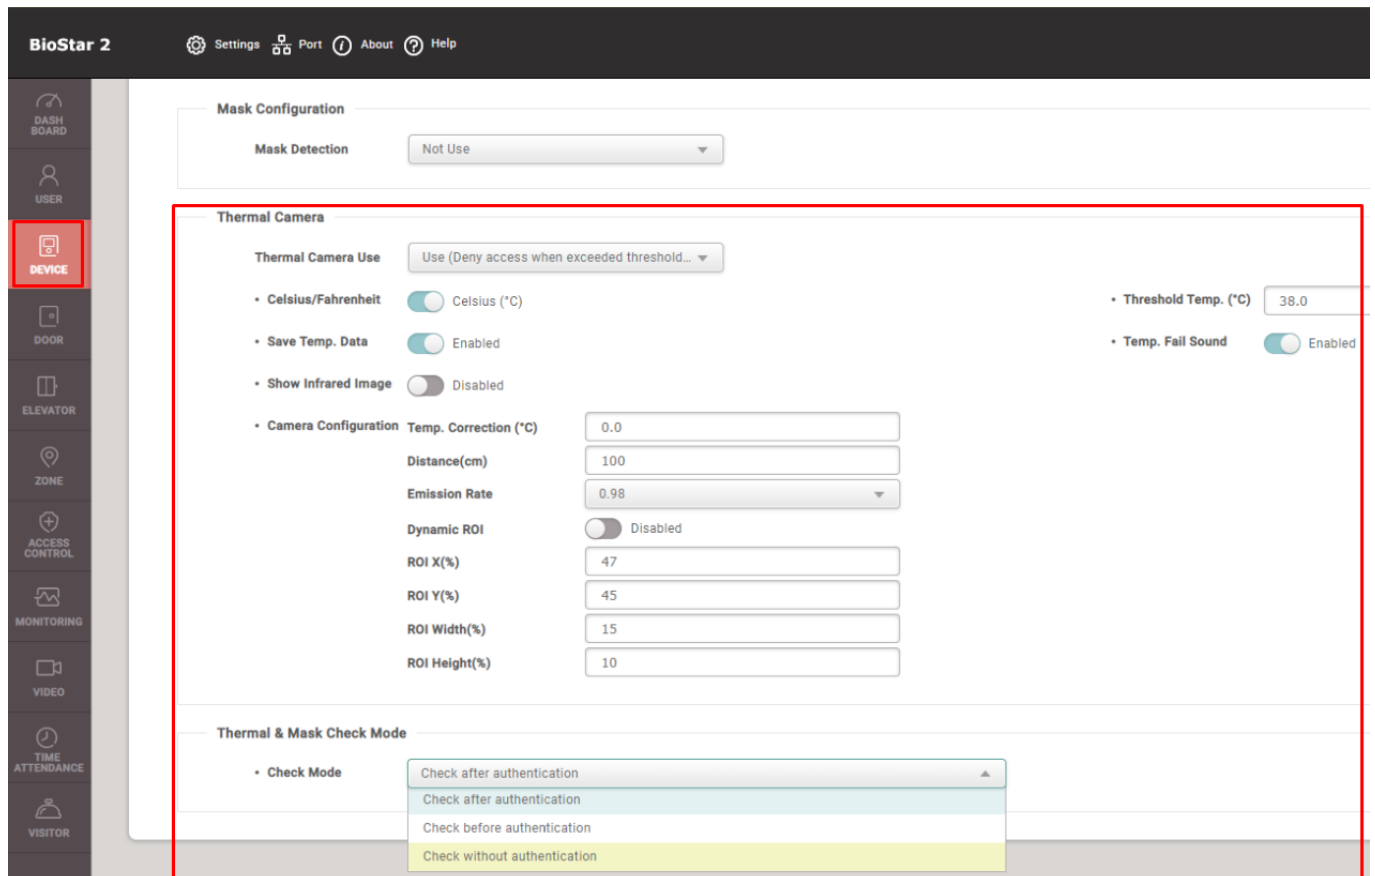 BioStar 2
Settings Port About Help
DASH
BOARD
USER
DEVICE
DOOR
ELEVATOR
ZONE
ACCESS
CONTROL
MONITORING
VIDEO
TIME
ATTENDANCE
VISITOR
Mask Configuration
Mask Detection Not Use
Thermal Camera
Thermal Camera Use Use (Deny access when exceeded threshold...
• Celsius/Fahrenheit Celsius (°C) • Threshold Temp. (°C) 38.0
• Save Temp. Data Enabled • Temp. Fail Sound Enabled
• Show Infrared Image Disabled
• Camera Configuration Temp. Correction (°C) 0.0
Distance(cm) 100
Emission Rate 0.98
Dynamic ROI Disabled
ROI X(%) 47
ROI Y(%) 45
ROI Width(%) 15
ROI Height(%) 10
Thermal & Mask Check Mode
• Check Mode Check after authentication
Check after authentication
Check before authentication
Check without authentication